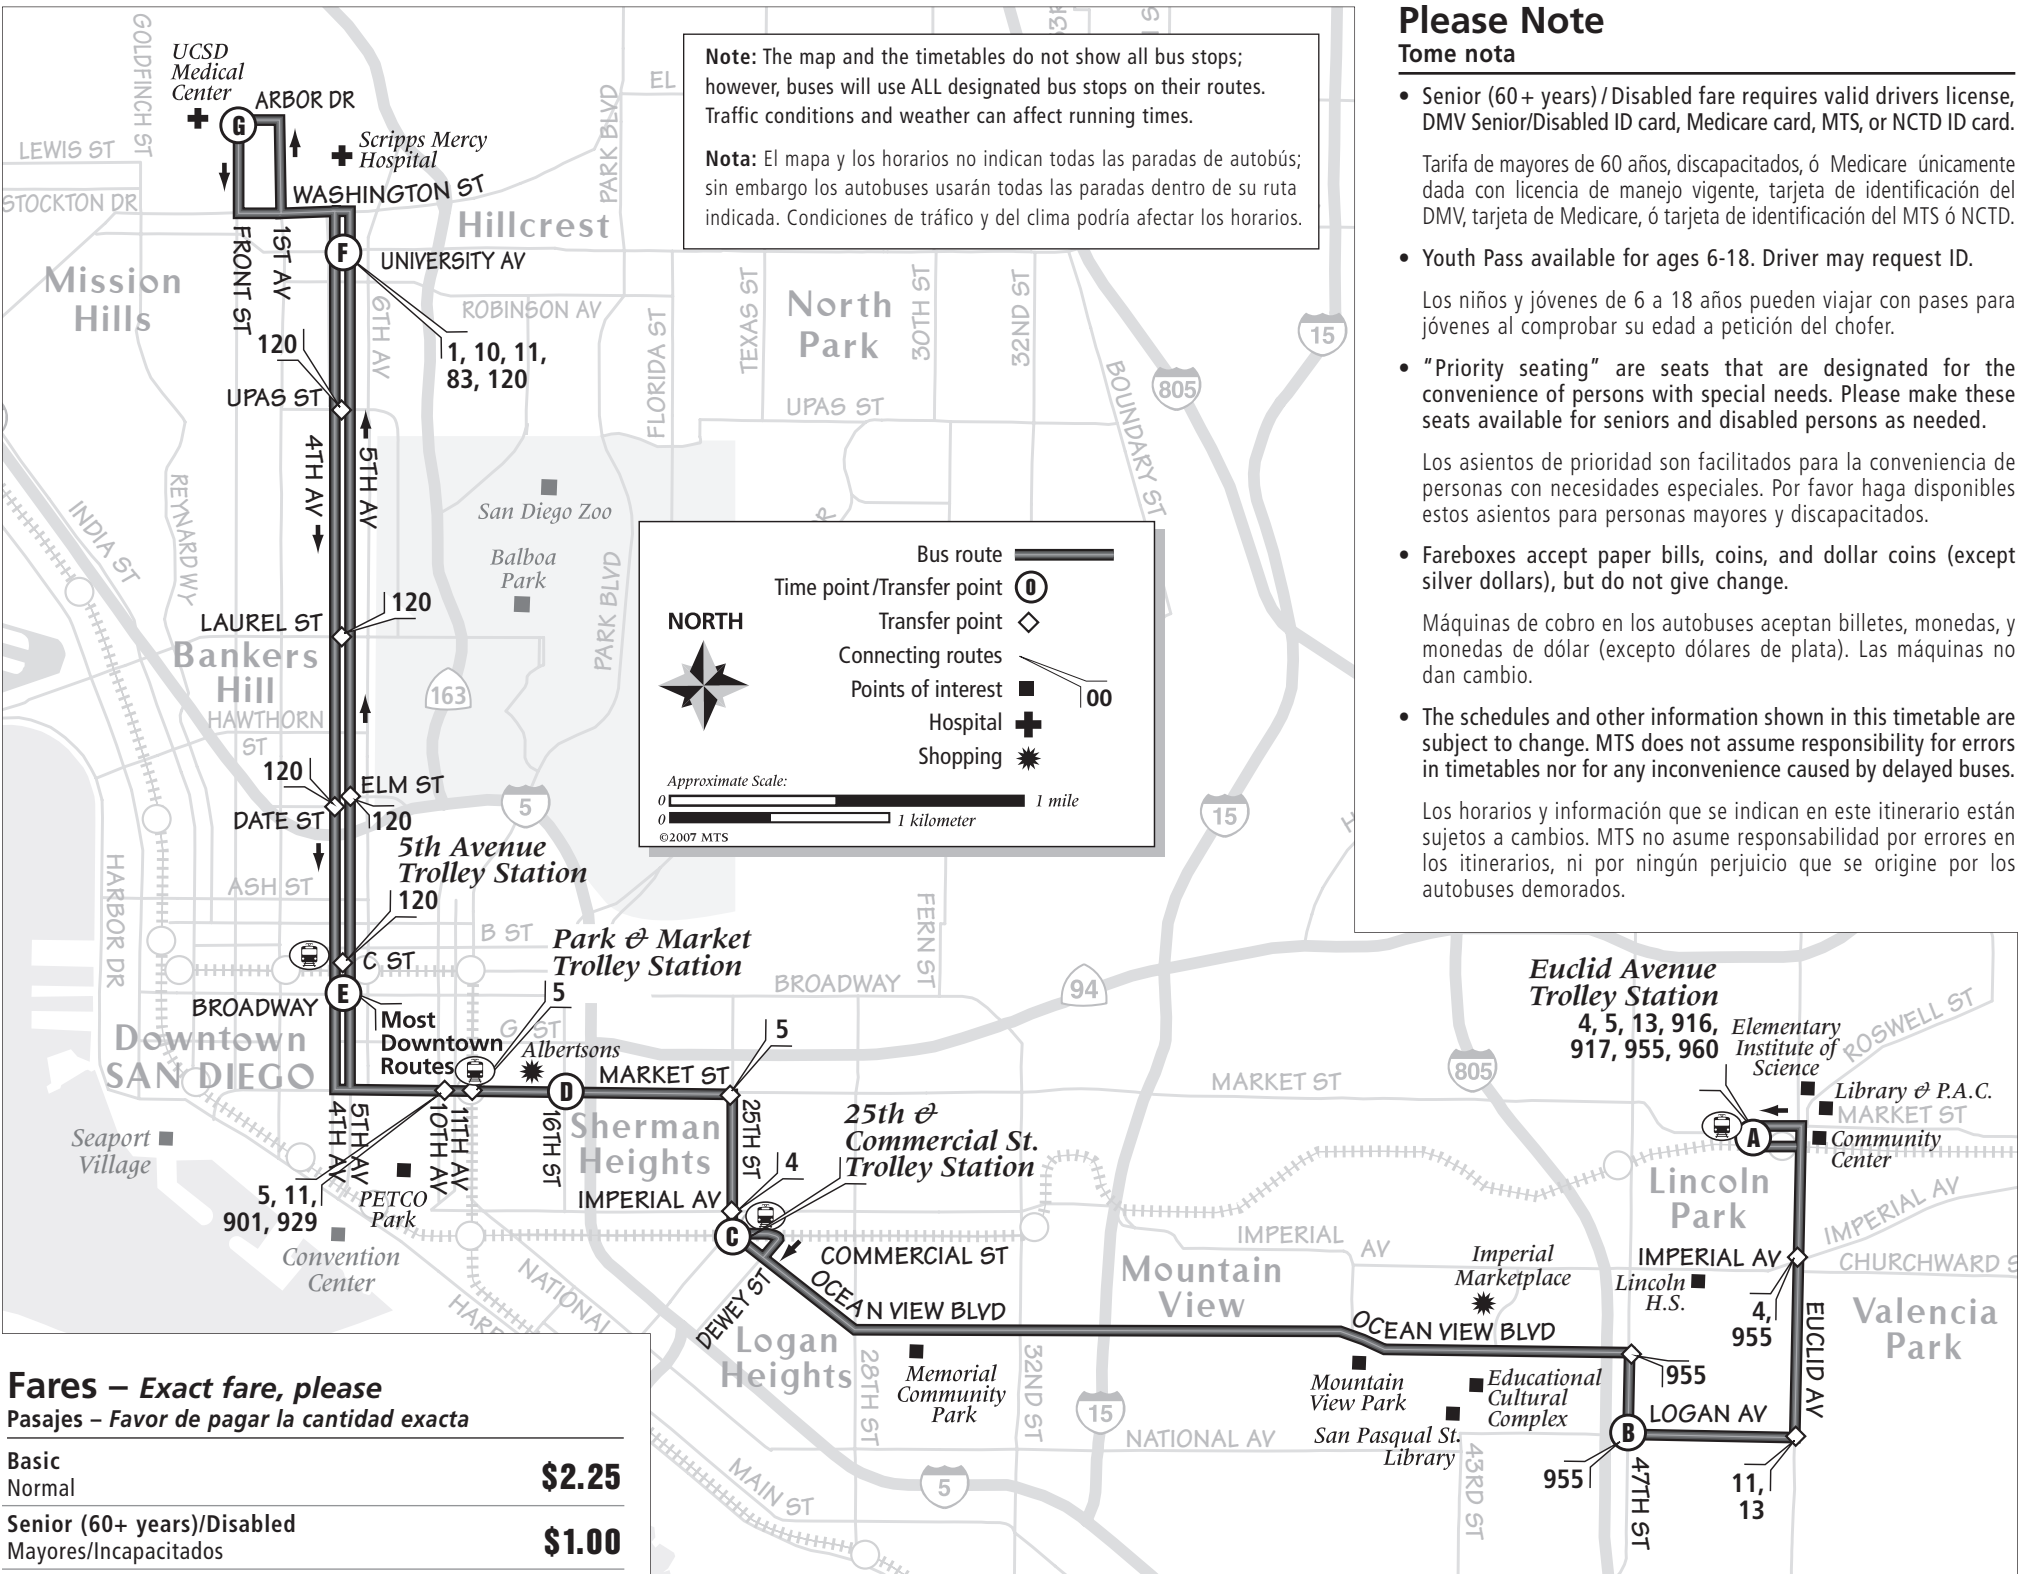 GOLDFINCH ST
UCSD
Medical
Center
ARBOR DR
G
Scripps Mercy
Hospital
LEWIS ST
STOCKTON DR
WASHINGTON ST
PARK BLVD
EL
Hillcrest
F
UNIVERSITY AV
FRONT ST
1ST AV
Mission
Hills
6TH AV
ROBINSON AV
120
1, 10, 11,
83, 120
UPAS ST
4TH AV
5TH AV
FLORIDA ST
TEXAS ST
North
Park
30TH ST
32ND ST
UPAS ST
BOUNDARY ST
805
15
Note: The map and the timetables do not show all bus stops;
however, buses will use ALL designated bus stops on their routes.
Traffic conditions and weather can affect running times.
Nota: El mapa y los horarios no indican todas las paradas de autobús;
sin embargo los autobuses usarán todas las paradas dentro de su ruta
indicada. Condiciones de tráfico y del clima podría afectar los horarios.
Please Note
Tome nota
• Senior (60+ years)/Disabled fare requires valid drivers license,
DMV Senior/Disabled ID card, Medicare card, MTS, or NCTD ID card.
Tarifa de mayores de 60 años, discapacitados, ó Medicare únicamente
dada con licencia de manejo vigente, tarjeta de identificación del
DMV, tarjeta de Medicare, ó tarjeta de identificación del MTS ó NCTD.
• Youth Pass available for ages 6-18. Driver may request ID.
Los niños y jóvenes de 6 a 18 años pueden viajar con pases para
jóvenes al comprobar su edad a petición del chofer.
• "Priority seating" are seats that are designated for the
convenience of persons with special needs. Please make these
seats available for seniors and disabled persons as needed.
Los asientos de prioridad son facilitados para la conveniencia de
personas con necesidades especiales. Por favor haga disponibles
estos asientos para personas mayores y discapacitados.
• Fareboxes accept paper bills, coins, and dollar coins (except
silver dollars), but do not give change.
Máquinas de cobro en los autobuses aceptan billetes, monedas, y
monedas de dólar (excepto dólares de plata). Las máquinas no
dan cambio.
• The schedules and other information shown in this timetable are
subject to change. MTS does not assume responsibility for errors
in timetables nor for any inconvenience caused by delayed buses.
Los horarios y información que se indican en este itinerario están
sujetos a cambios. MTS no asume responsabilidad por errores en
los itinerarios, ni por ningún perjuicio que se origine por los
autobuses demorados.
INDIA ST
REYNARD WY
San Diego Zoo
Balboa
Park
PARK BLVD
LAUREL ST
120
Bankers
Hill
163
HAWTHORN
ST
120
ELM ST
DATE ST
120
5
15
NORTH
Bus route
Time point/Transfer point
0
Transfer point
Connecting routes
Points of interest
00
Hospital
Shopping
Approximate Scale:
0
1 mile
0
1 kilometer
©2007 MTS
5th Avenue
Trolley Station
120
ASH ST
HARBOR DR
B ST
C ST
E
BROADWAY
Most
Downtown
Routes
Downtown
SAN DIEGO
Park & Market
Trolley Station
5
G ST
Albertsons
BROADWAY
FERN ST
94
MARKET ST
D
5
4TH AV
5TH AV
10TH AV
11TH AV
16TH ST
25TH ST
Sherman
Heights
25th &
Commercial St.
Trolley Station
4
IMPERIAL AV
C
COMMERCIAL ST
Seaport
Village
5, 11,
901, 929
PETCO
Park
Convention
Center
NATIONAL
DEWEY ST
OCEAN VIEW BLVD
Logan
Heights
Memorial
Community
Park
28TH ST
32ND ST
MAIN ST
5
15
NATIONAL AV
MARKET ST
805
Mountain
View
IMPERIAL
AV
Imperial
Marketplace
OCEAN VIEW BLVD
Mountain
View Park
Educational
Cultural
Complex
San Pasqual St.
Library
43RD ST
Euclid Avenue
Trolley Station
4, 5, 13, 916,
917, 955, 960
Elementary
Institute of
Science
ROSWELL ST
Library & P.A.C.
MARKET ST
A
Community
Center
Lincoln
Park
IMPERIAL AV
IMPERIAL AV
Lincoln
H.S.
CHURCHWARD S
4,
955
EUCLID AV
Valencia
Park
955
LOGAN AV
B
955
47TH ST
11,
13
Fares – Exact fare, please
Pasajes – Favor de pagar la cantidad exacta
Basic
Normal
$2.25
Senior (60+ years)/Disabled
Mayores/Incapacitados
$1.00